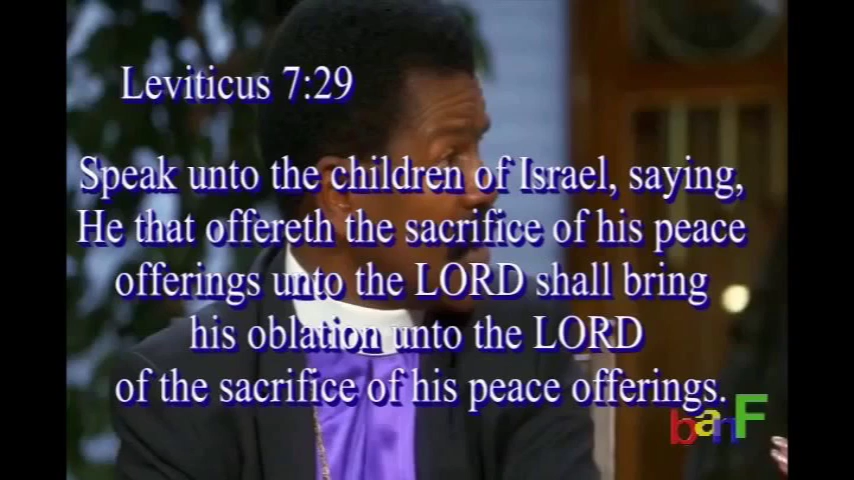 Leviticus 7:29
Speak unto the children of Israel, saying,
He that offereth the sacrifice of his peace
offerings unto the LORD shall bring
his oblation unto the LORD
of the sacrifice of his peace offerings.
banF